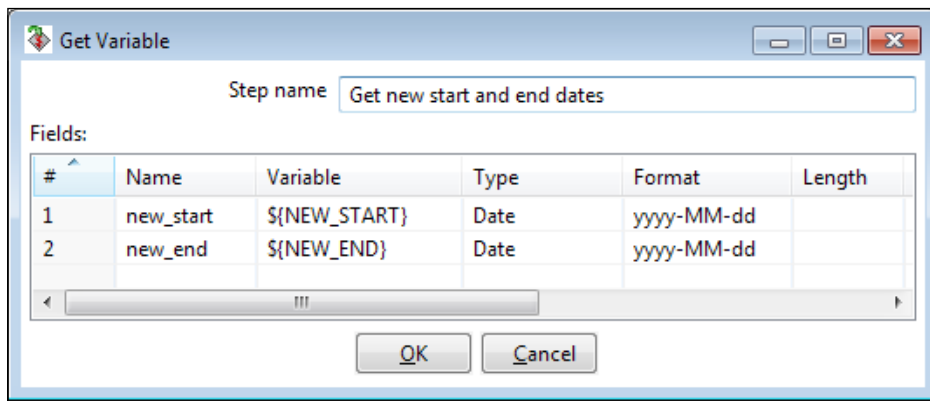 Get Variable
Step name Get new start and end dates
Fields:
# Name Variable Type Format Length
1 new_start ${NEW_START} Date yyyy-MM-dd
2 new_end ${NEW_END} Date yyyy-MM-dd
OK Cancel